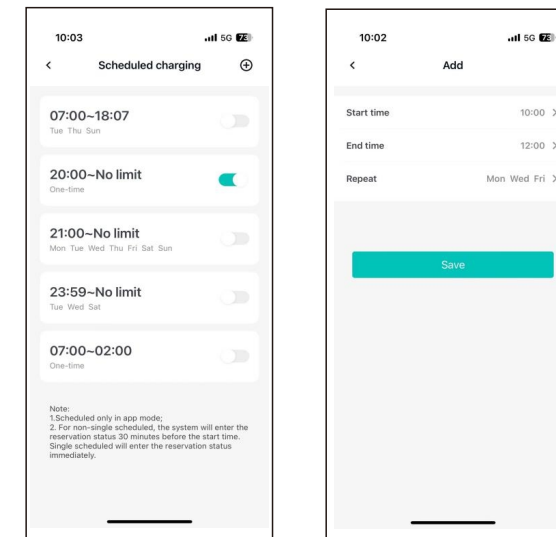 10:03
5G 73
Scheduled charging
07:00~18:07
Tue Thu Sun
20:00~No limit
One-time
21:00~No limit
Mon Tue Wed Thu Fri Sat Sun
23:59~No limit
Tue Wed Sat
07:00~02:00
One-time
Note:
1.Scheduled only in app mode;
2. For non-single scheduled, the system will enter the
reservation status 30 minutes before the start time.
Single scheduled will enter the reservation status
immediately.
10:02
5G 73
Add
Start time 10:00
End time 12:00
Repeat Mon Wed Fri
Save